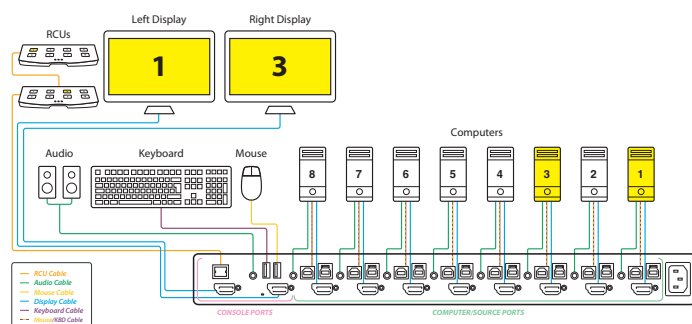 Left Display
Right Display
RCUs
1
3
Computers
Audio
Keyboard
Mouse
8
7
6
5
4
3
2
1
RCU Cable
Audio Cable
Mouse Cable
Display Cable
Keyboard Cable
Mouse/KBD Cable
CONSOLE PORTS
COMPUTER/SOURCE PORTS